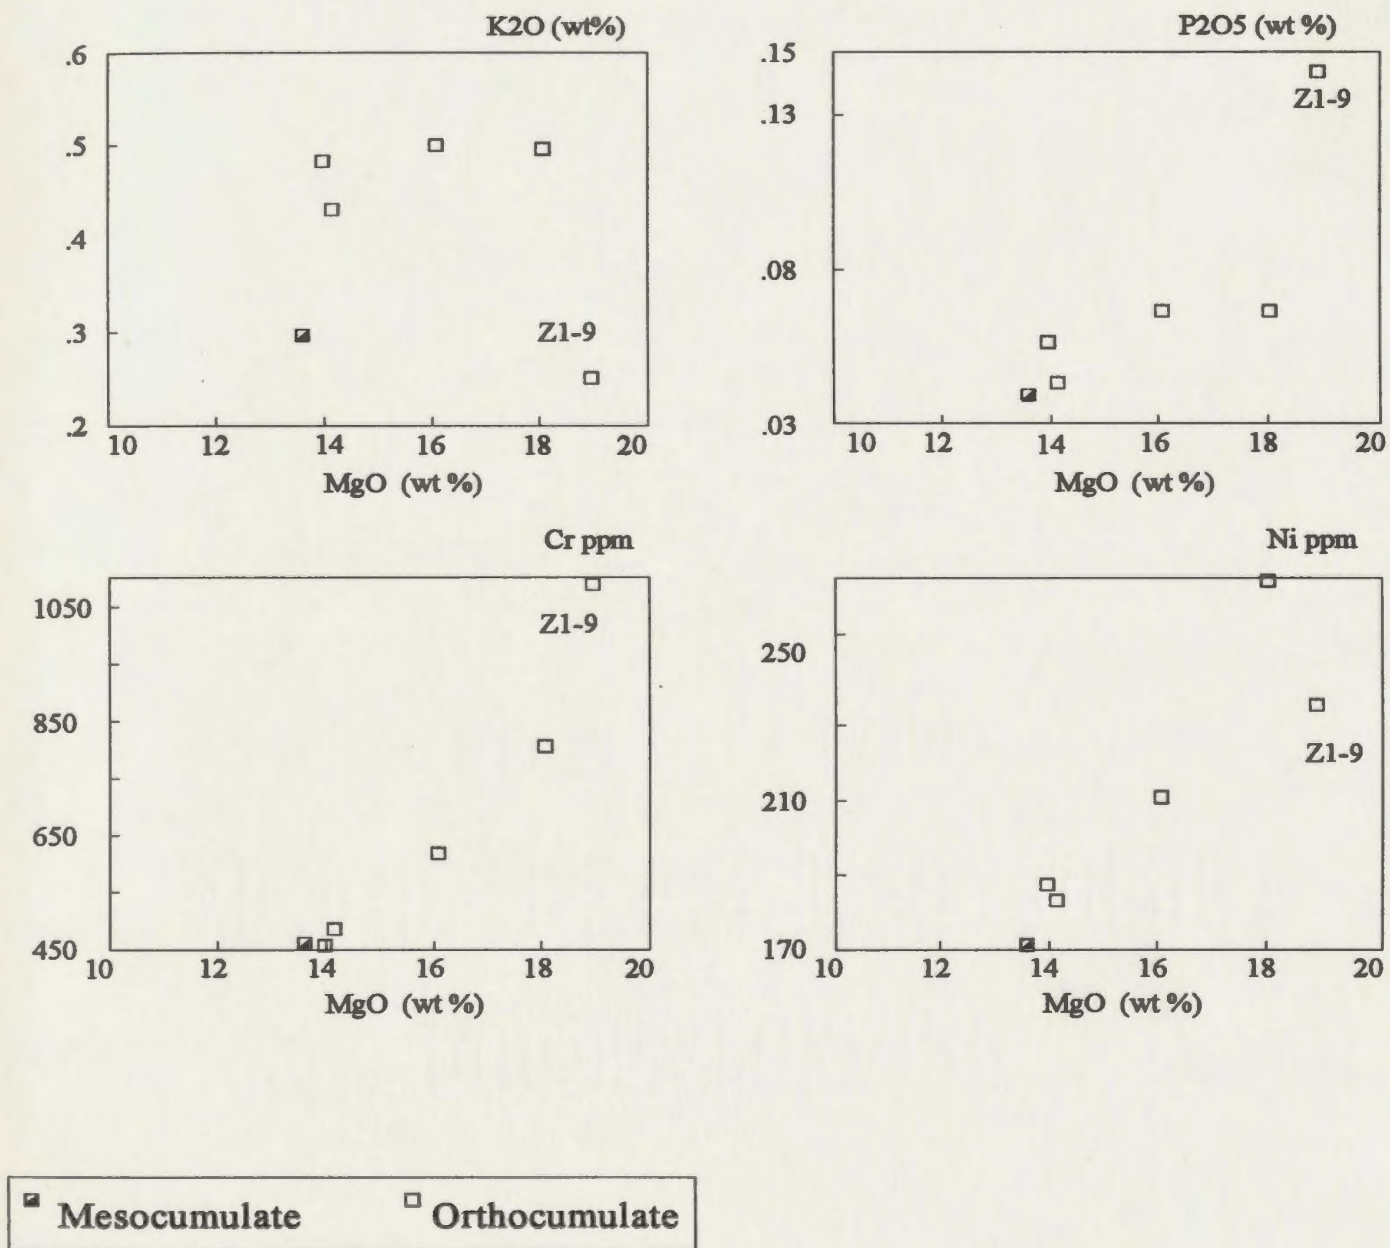 K2O (wt%)
.6
.5
.4
.3
.2
Z1-9
10 12 14 16 18 20
MgO (wt %)
P2O5 (wt %)
.15
.13
.08
.03
Z1-9
10 12 14 16 18 20
MgO (wt %)
Cr ppm
1050
850
650
450
Z1-9
10 12 14 16 18 20
MgO (wt %)
Ni ppm
250
210
170
Z1-9
10 12 14 16 18 20
MgO (wt %)
Mesocumulate Orthocumulate